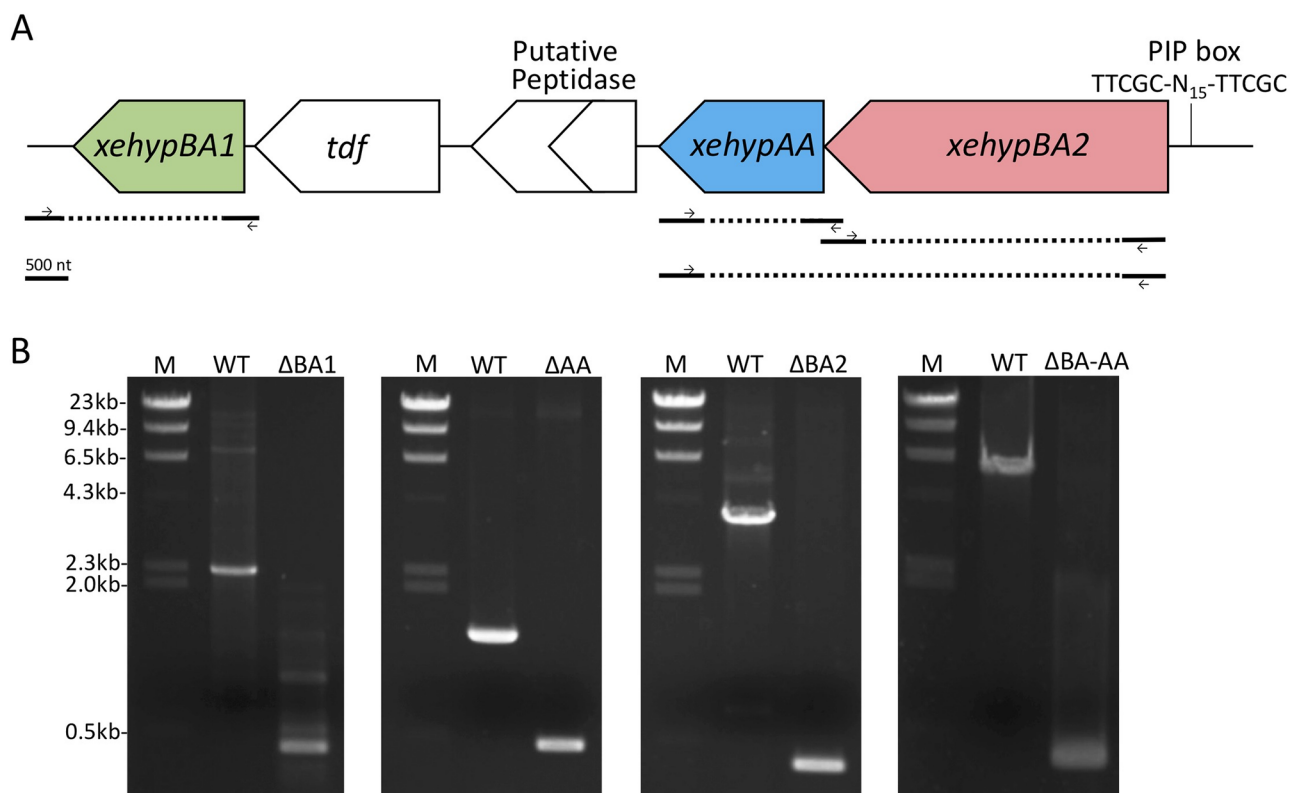 A
Putative
Peptidase
PIP box
TTCGC-N15-TTCGC
xehypBA1
tdf
xehypAA
xehypBA2
500 nt
B
M WT ΔBA1
M WT ΔAA
M WT ΔBA2
M WT ΔBA-AA
23kb-
9.4kb-
6.5kb-
4.3kb-
2.3kb-
2.0kb-
0.5kb-